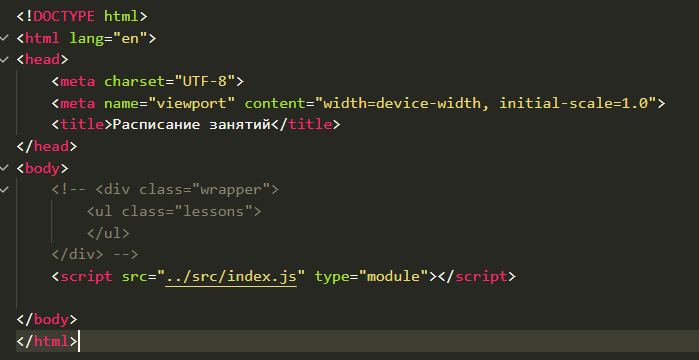 <!DOCTYPE html>
<html lang="en">
<head>
    <meta charset="UTF-8">
    <meta name="viewport" content="width=device-width, initial-scale=1.0">
    <title>Расписание занятий</title>
</head>
<body>
    <!-- <div class="wrapper">
        <ul class="lessons">
        </ul>
    </div> -->
    <script src="../src/index.js" type="module"></script>
</body>
</html>